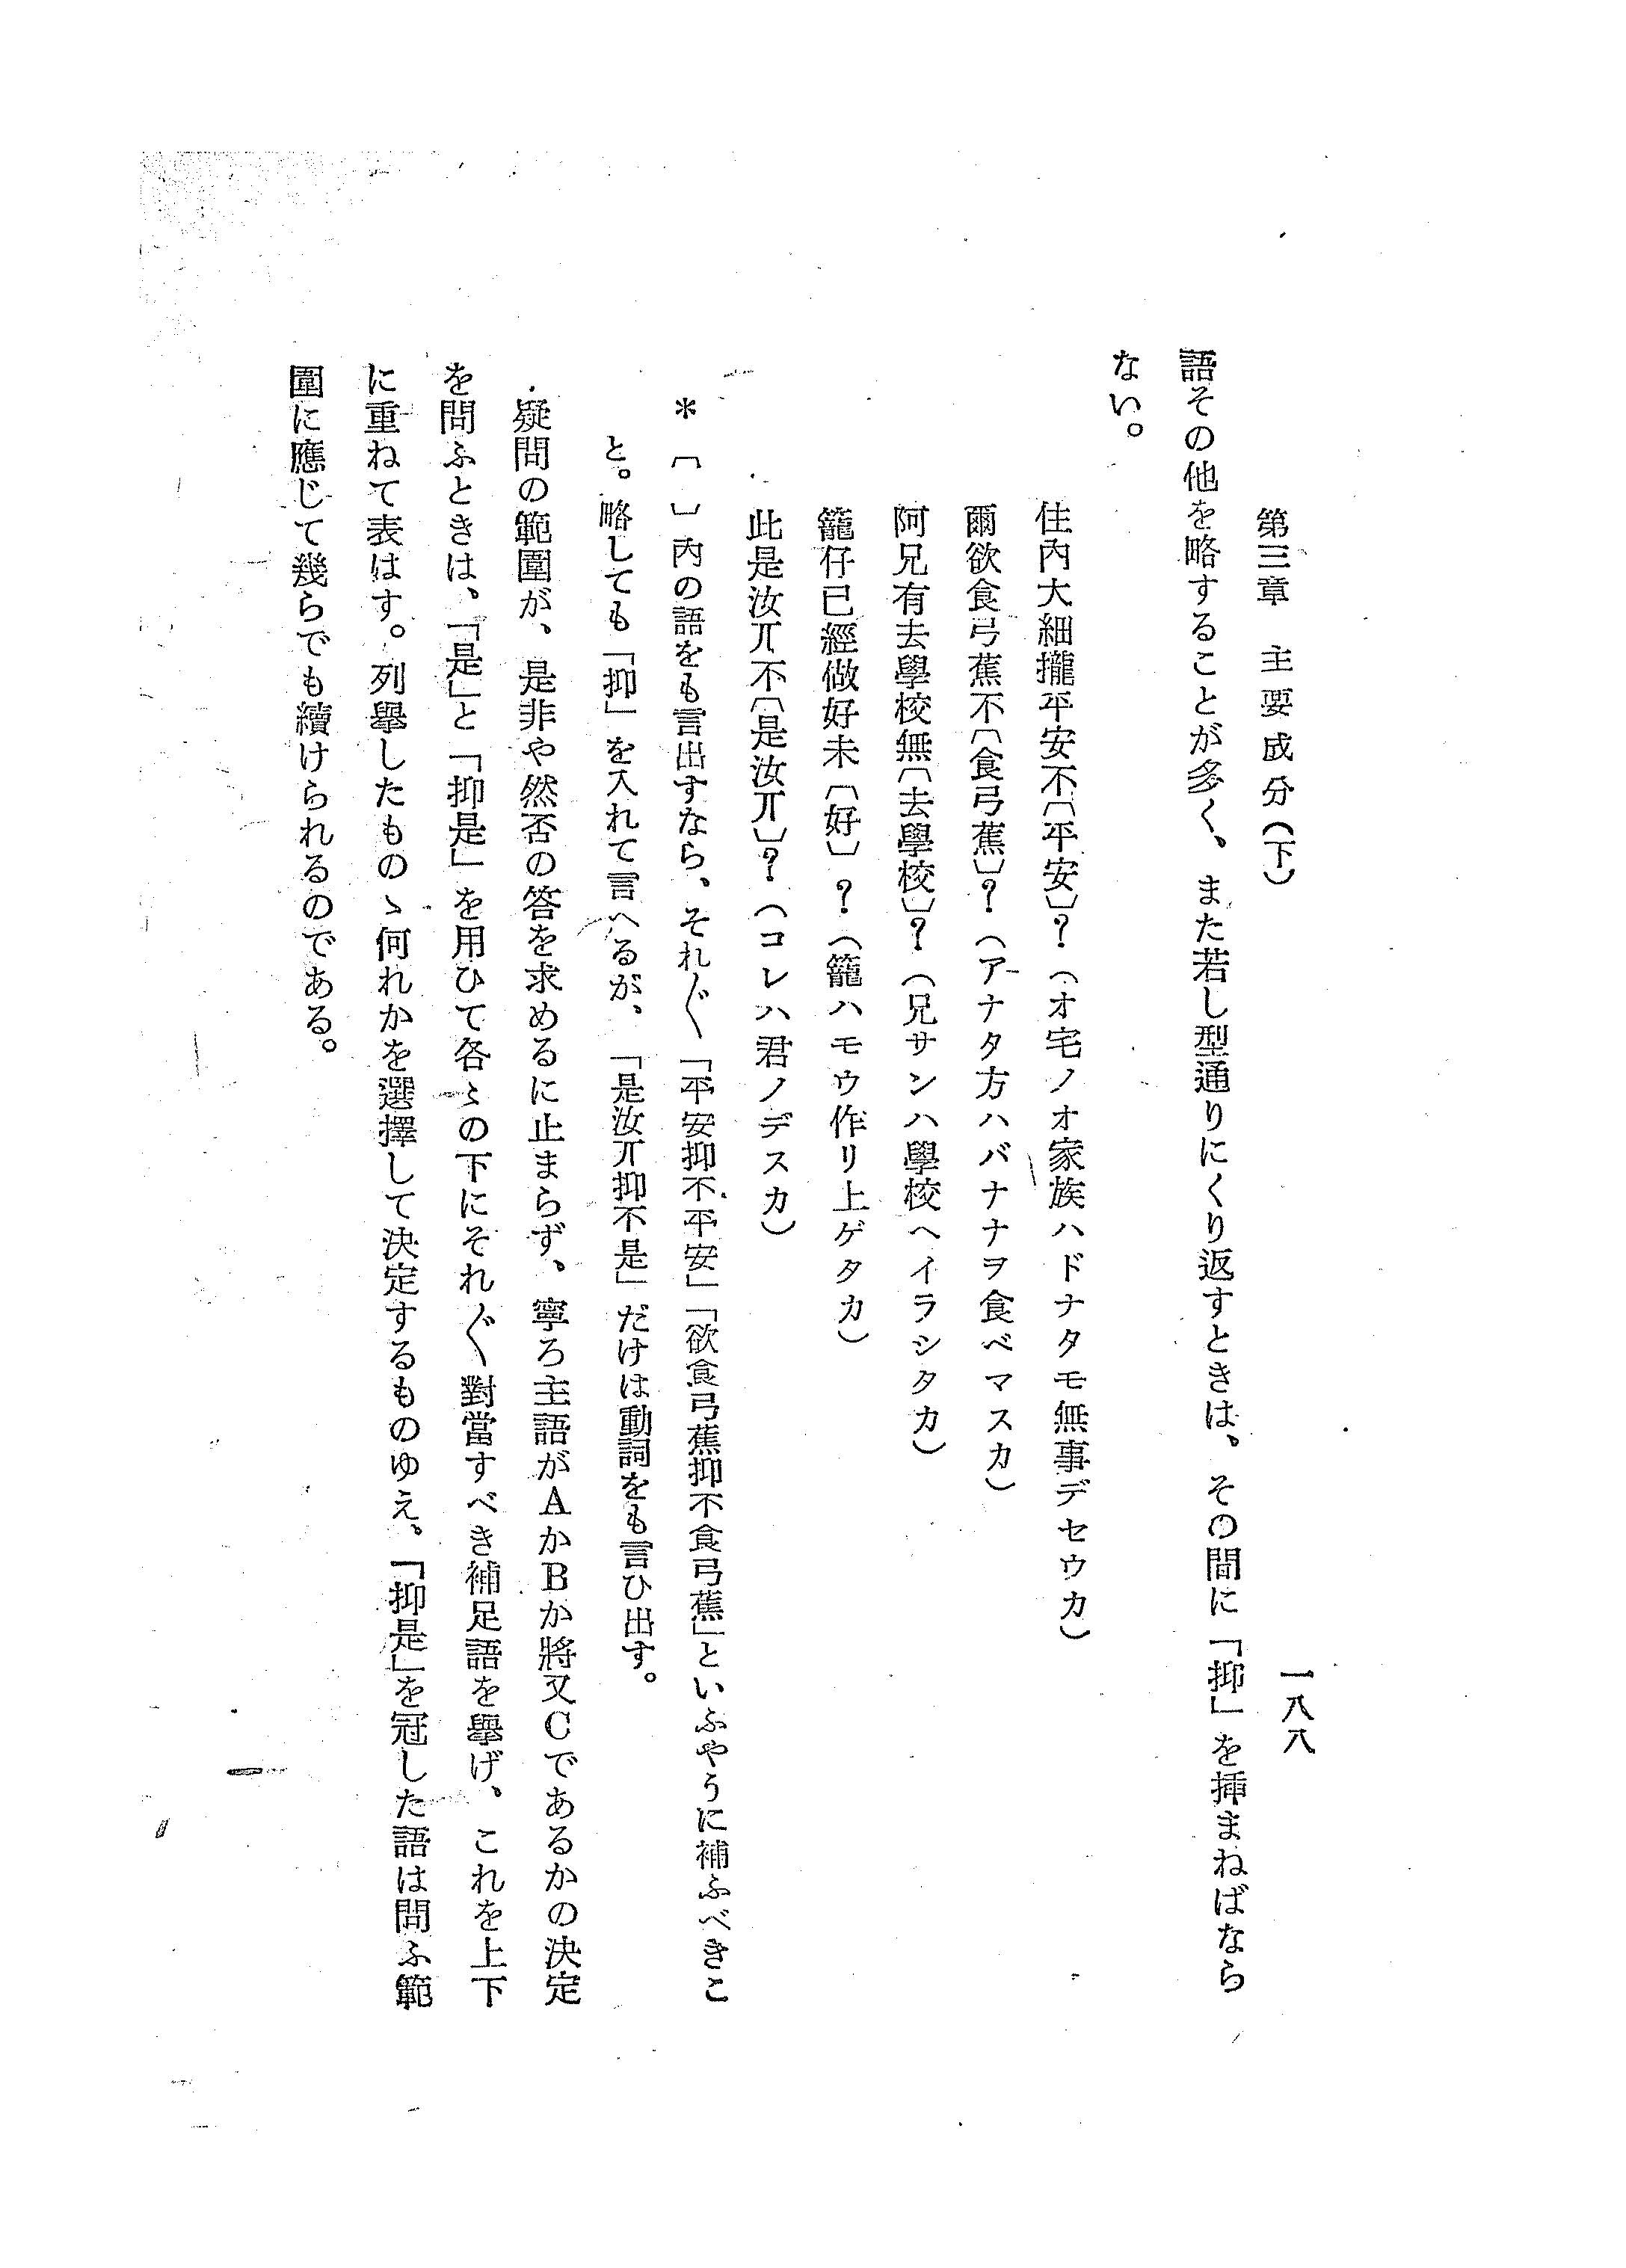 第三章　主要成分（下）
一八八
語その他を略することが多く、また若し型通りにくり返すときは、その間に「抑」を挿まねばなら
ない。
住內大細攏平安不〔平安〕？（オ宅ノオ家族ハドナタモ無事デセウカ）
爾欲食弓蕉不〔食弓蕉〕？（アナタ方ハバナナヲ食ベマスカ）
阿兄有去學校無〔去學校〕？（兄サンハ學校ヘイラシタカ）
籠仔已經做好未〔好〕？（籠ハモウ作リ上ゲタカ）
此是汝丌不〔是汝丌〕？（コレハ君ノデスカ）
＊〔　〕內の語をも言出すなら、それ〲「平安抑不平安」「欲食弓蕉抑不食弓蕉」といふやうに補ふべきこ
と。略しても「抑」を入れて言へるが、「是汝丌抑不是」だけは動詞をも言ひ出す。
疑問の範圍が、是非や然否の答を求めるに止まらず、寧ろ主語がＡかＢか將又Ｃであるかの決定
を問ふときは、「是」と「抑是」を用ひて各〻の下にそれ〲對當すべき補足語を舉げ、これを上下
に重ねて表はす。列舉したものゝ何れかを選擇して決定するものゆえ、「抑是」を冠した語は問ふ範
圍に應じて幾らでも續けられるのである。